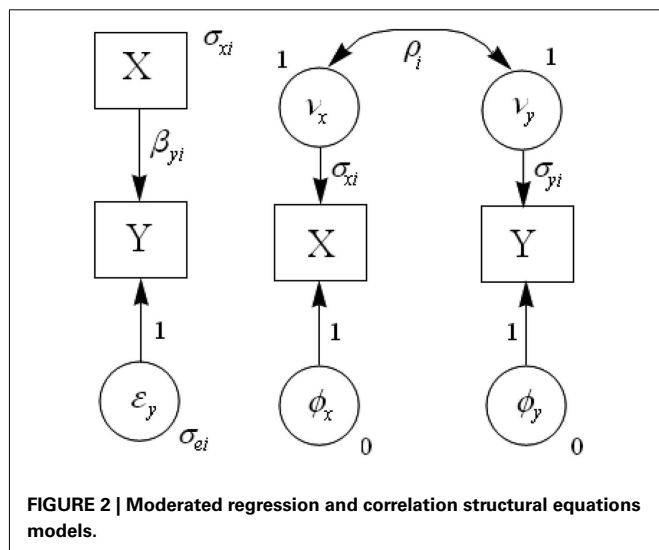 X
σxi
βyi
Y
1
εy
σei
1
ρi
1
νx
νy
σxi
σyi
X
Y
1
1
ϕx
ϕy
0
0
FIGURE 2 | Moderated regression and correlation structural equations
models.